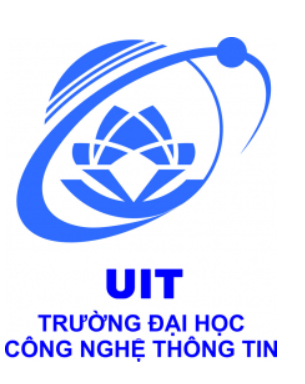 UIT
TRƯỜNG ĐẠI HỌC
CÔNG NGHỆ THÔNG TIN